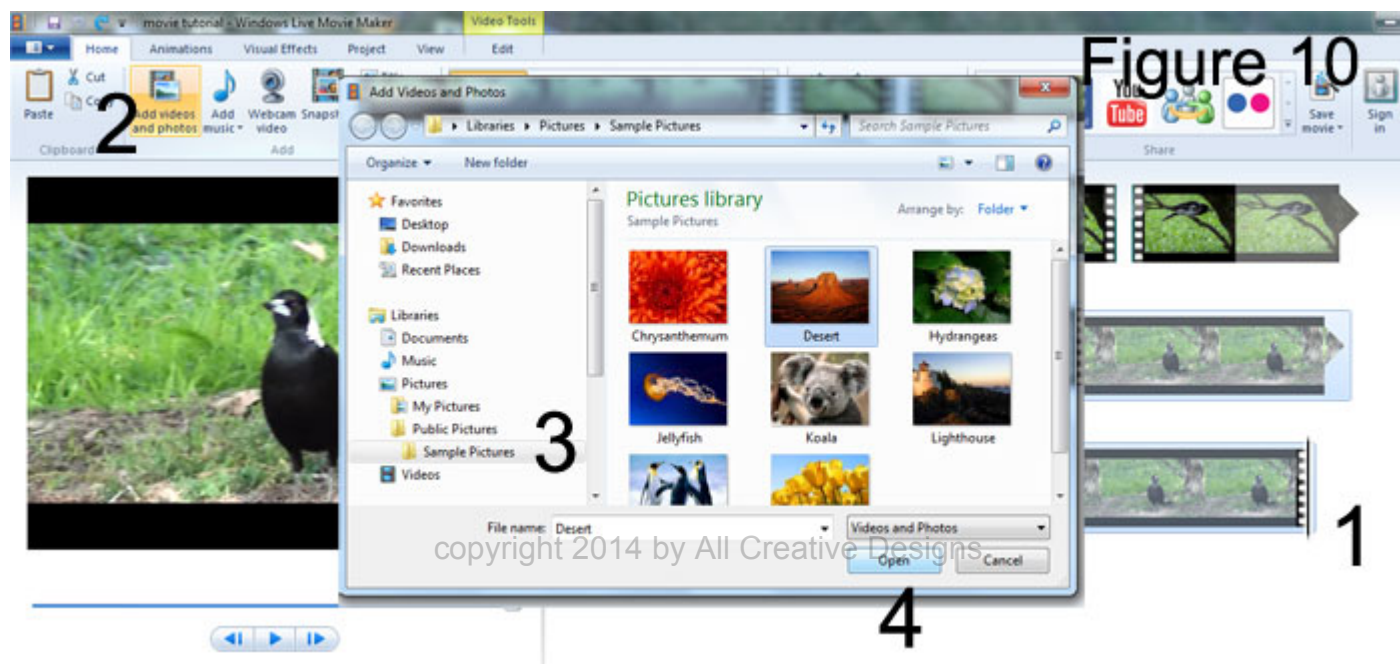 movie tutorial - Windows Live Movie Maker
Video Tools
Figure 10
Home Animations Visual Effects Project View Edit
Paste
Cut
2
Add videos and photos
Add music
Webcam video
Clipboard
Add
You Tube
Save movie
Sign in
Share
Add Videos and Photos
Libraries Pictures Sample Pictures
Search Sample Pictures
Organize New folder
Favorites
Desktop
Downloads
Recent Places
Libraries
Documents
Music
Pictures
My Pictures
Public Pictures
Sample Pictures
Videos
3
Pictures library
Sample Pictures
Arrange by: Folder
Chrysanthemum Desert Hydrangeas
Jellyfish Koala Lighthouse
File name: Desert
Videos and Photos
Open Cancel
copyright 2014 by All Creative Designs
1
4